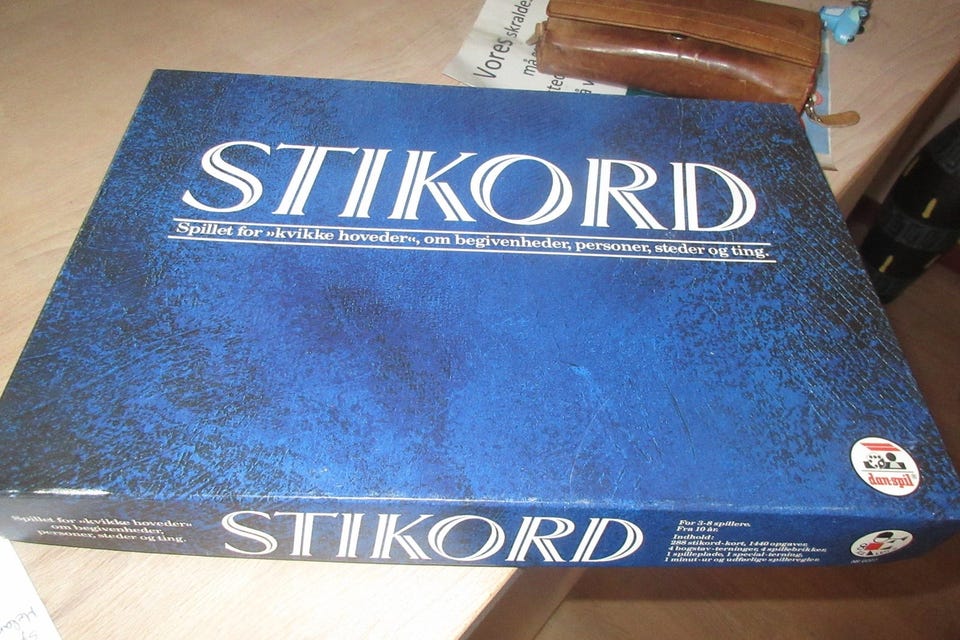 Vores skralde
må
STIKORD
Spillet for »kvikke hoveder«, om begivenheder, personer, steder og ting.
dan-spil
Spillet for »kvikke hoveder«
om begivenheder,
personer, steder og ting.
STIKORD
For 3-8 spillere.
Fra 10 år.
Indhold:
288 stikord-kort, 1440 opgaver,
4 bogstav-terninger, 4 spillebrikker,
1 spilleplade, 1 special-terning,
1 minut-ur og udførlige spilleregler.